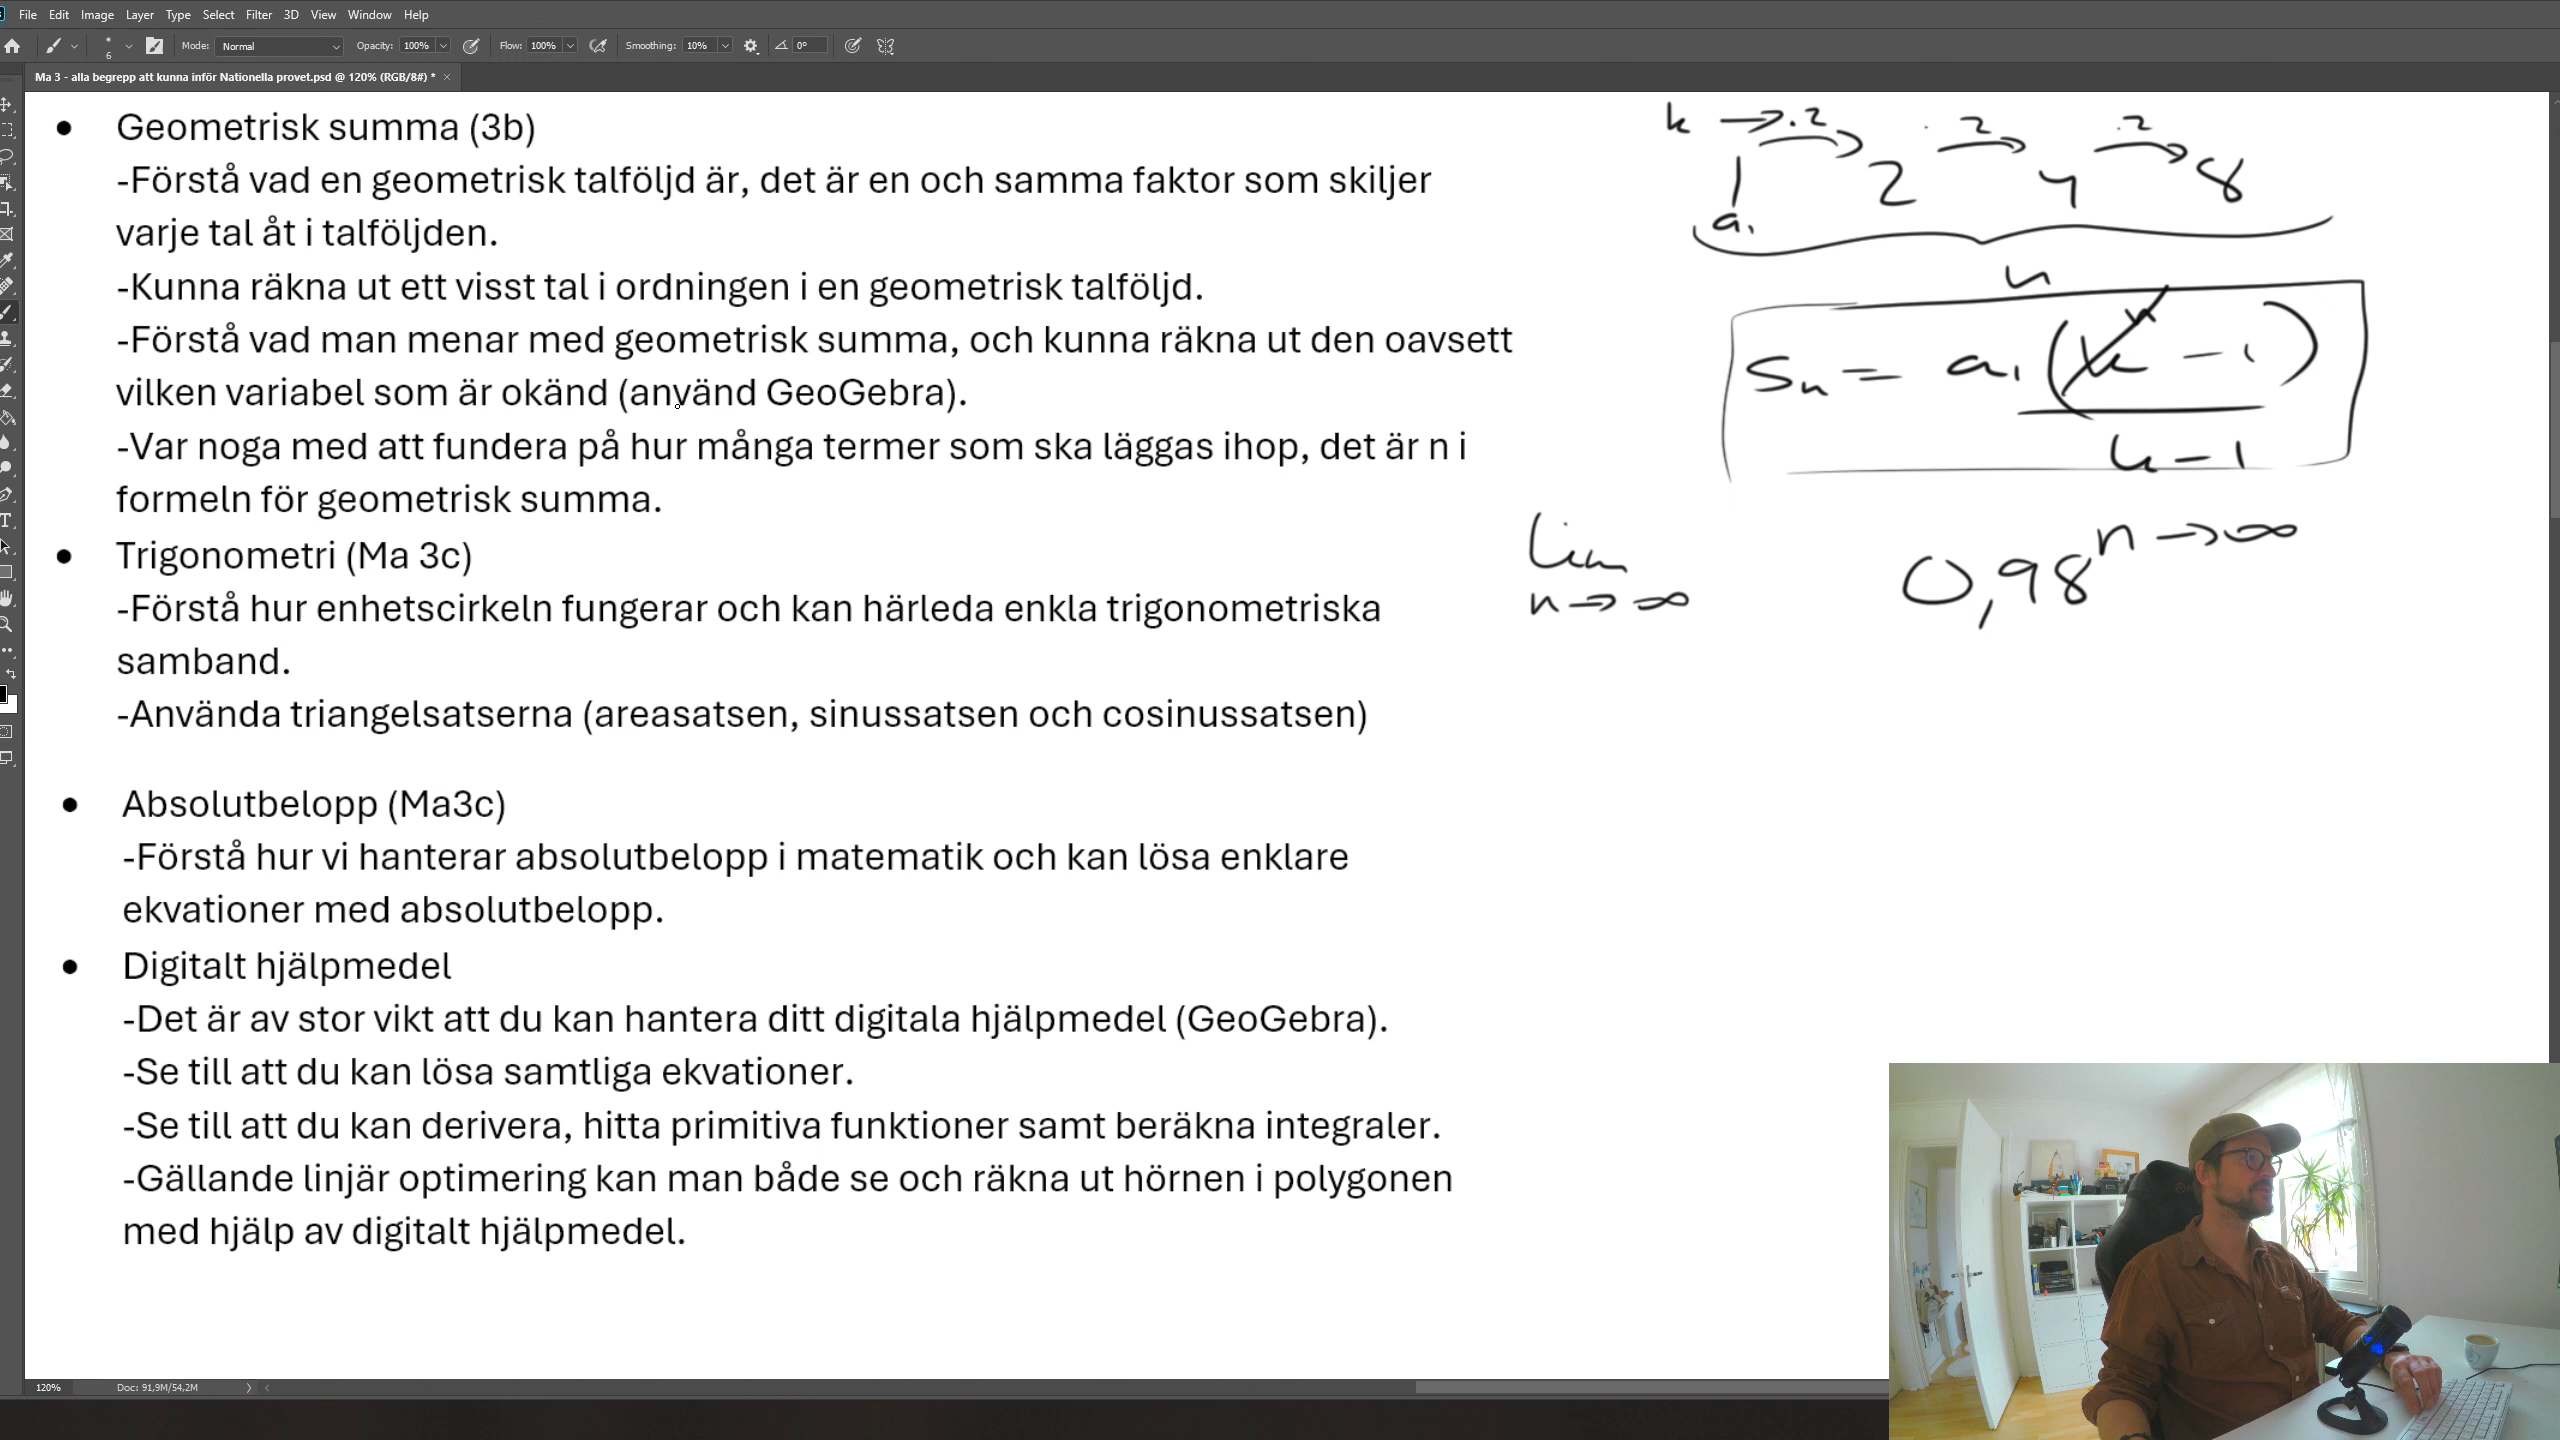 File Edit Image Layer Type Select Filter 3D View Window Help
6 Mode: Normal Opacity: 100% Flow: 100% Smoothing: 10% 0°
Ma 3 - alla begrepp att kunna inför Nationella provet.psd @ 120% (RGB/8#) * ×
• Geometrisk summa (3b)
-Förstå vad en geometrisk talföljd är, det är en och samma faktor som skiljer
varje tal åt i talföljden.
-Kunna räkna ut ett visst tal i ordningen i en geometrisk talföljd.
-Förstå vad man menar med geometrisk summa, och kunna räkna ut den oavsett
vilken variabel som är okänd (använd GeoGebra).
-Var noga med att fundera på hur många termer som ska läggas ihop, det är n i
formeln för geometrisk summa.
• Trigonometri (Ma 3c)
-Förstå hur enhetscirkeln fungerar och kan härleda enkla trigonometriska
samband.
-Använda triangelsatserna (areasatsen, sinussatsen och cosinussatsen)
• Absolutbelopp (Ma3c)
-Förstå hur vi hanterar absolutbelopp i matematik och kan lösa enklare
ekvationer med absolutbelopp.
• Digitalt hjälpmedel
-Det är av stor vikt att du kan hantera ditt digitala hjälpmedel (GeoGebra).
-Se till att du kan lösa samtliga ekvationer.
-Se till att du kan derivera, hitta primitiva funktioner samt beräkna integraler.
-Gällande linjär optimering kan man både se och räkna ut hörnen i polygonen
med hjälp av digitalt hjälpmedel.
k → ·2 ·2 ·2
1 2 4 8
a₁
n
Sₙ = a₁(kⁿ - 1)
k - 1
lim 0,98ⁿ → ∞
n → ∞
120% Doc: 91,9M/54,2M